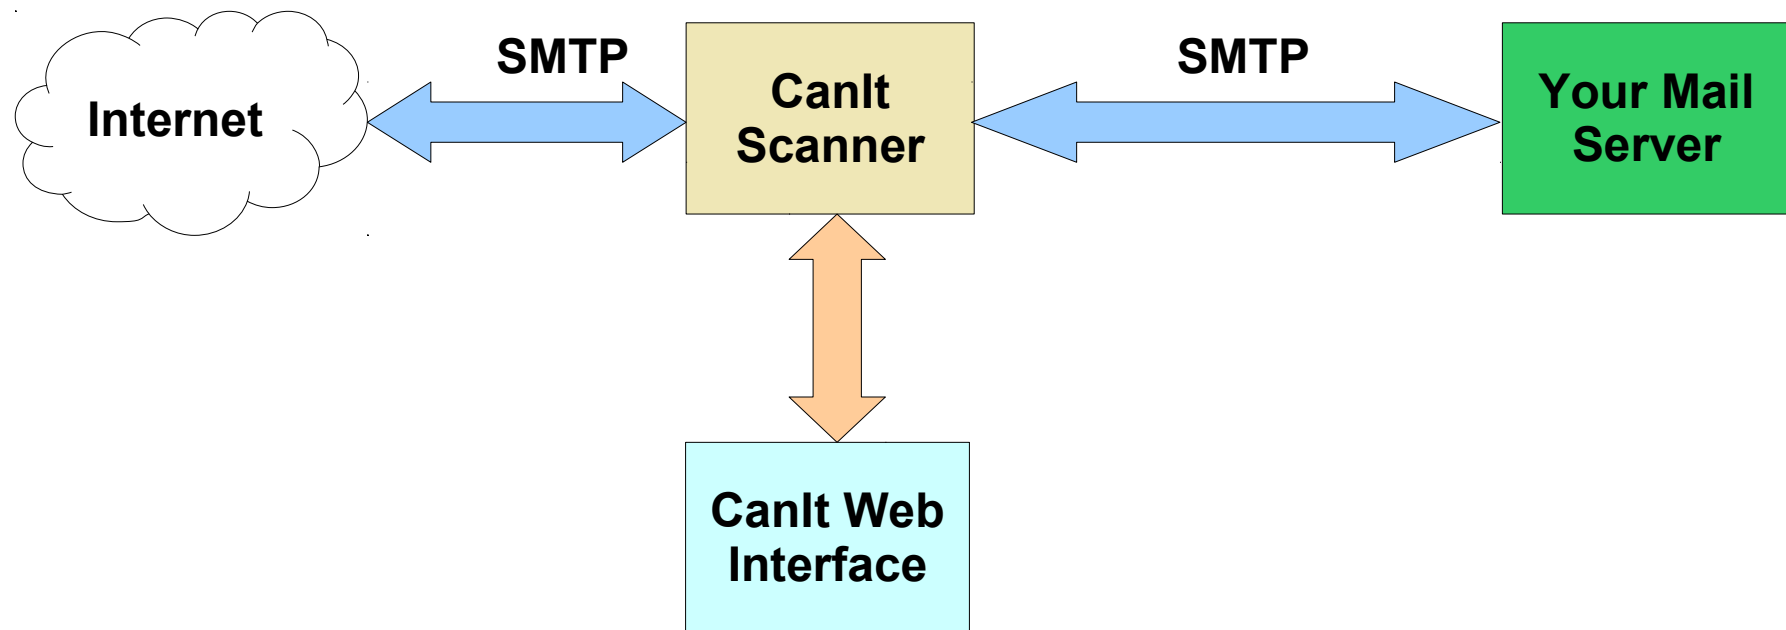 SMTP
SMTP
Internet
CanIt
Scanner
Your Mail
Server
CanIt Web
Interface